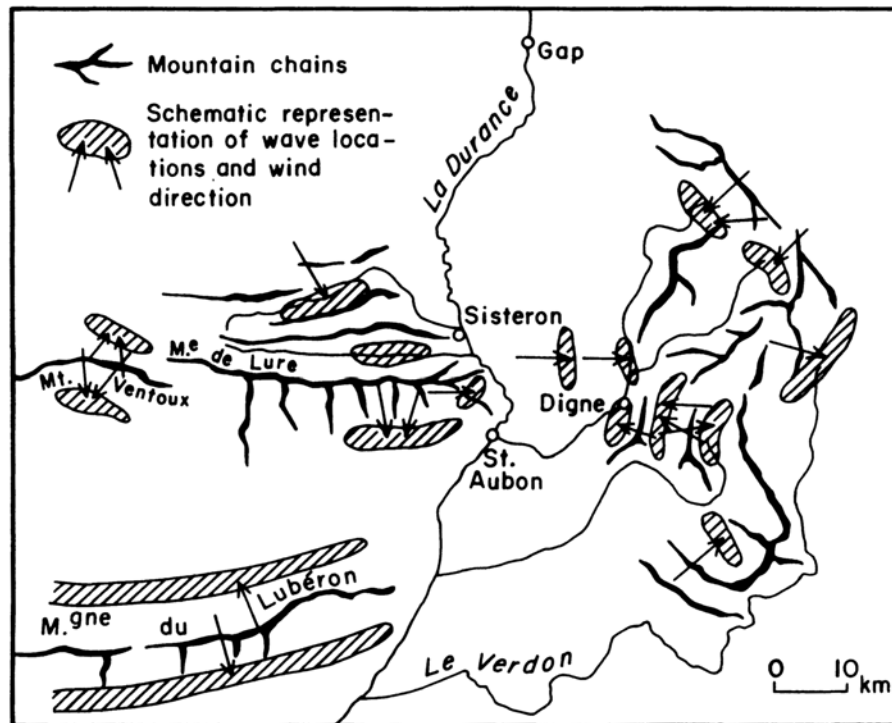 Mountain chains
Schematic represen-
tation of wave loca-
tions and wind
direction
Gap
La Durance
Sisteron
M.e de Lure
Mt. Ventoux
Digne
St.
Aubon
M.gne du Lubéron
Le Verdon
0 10
km